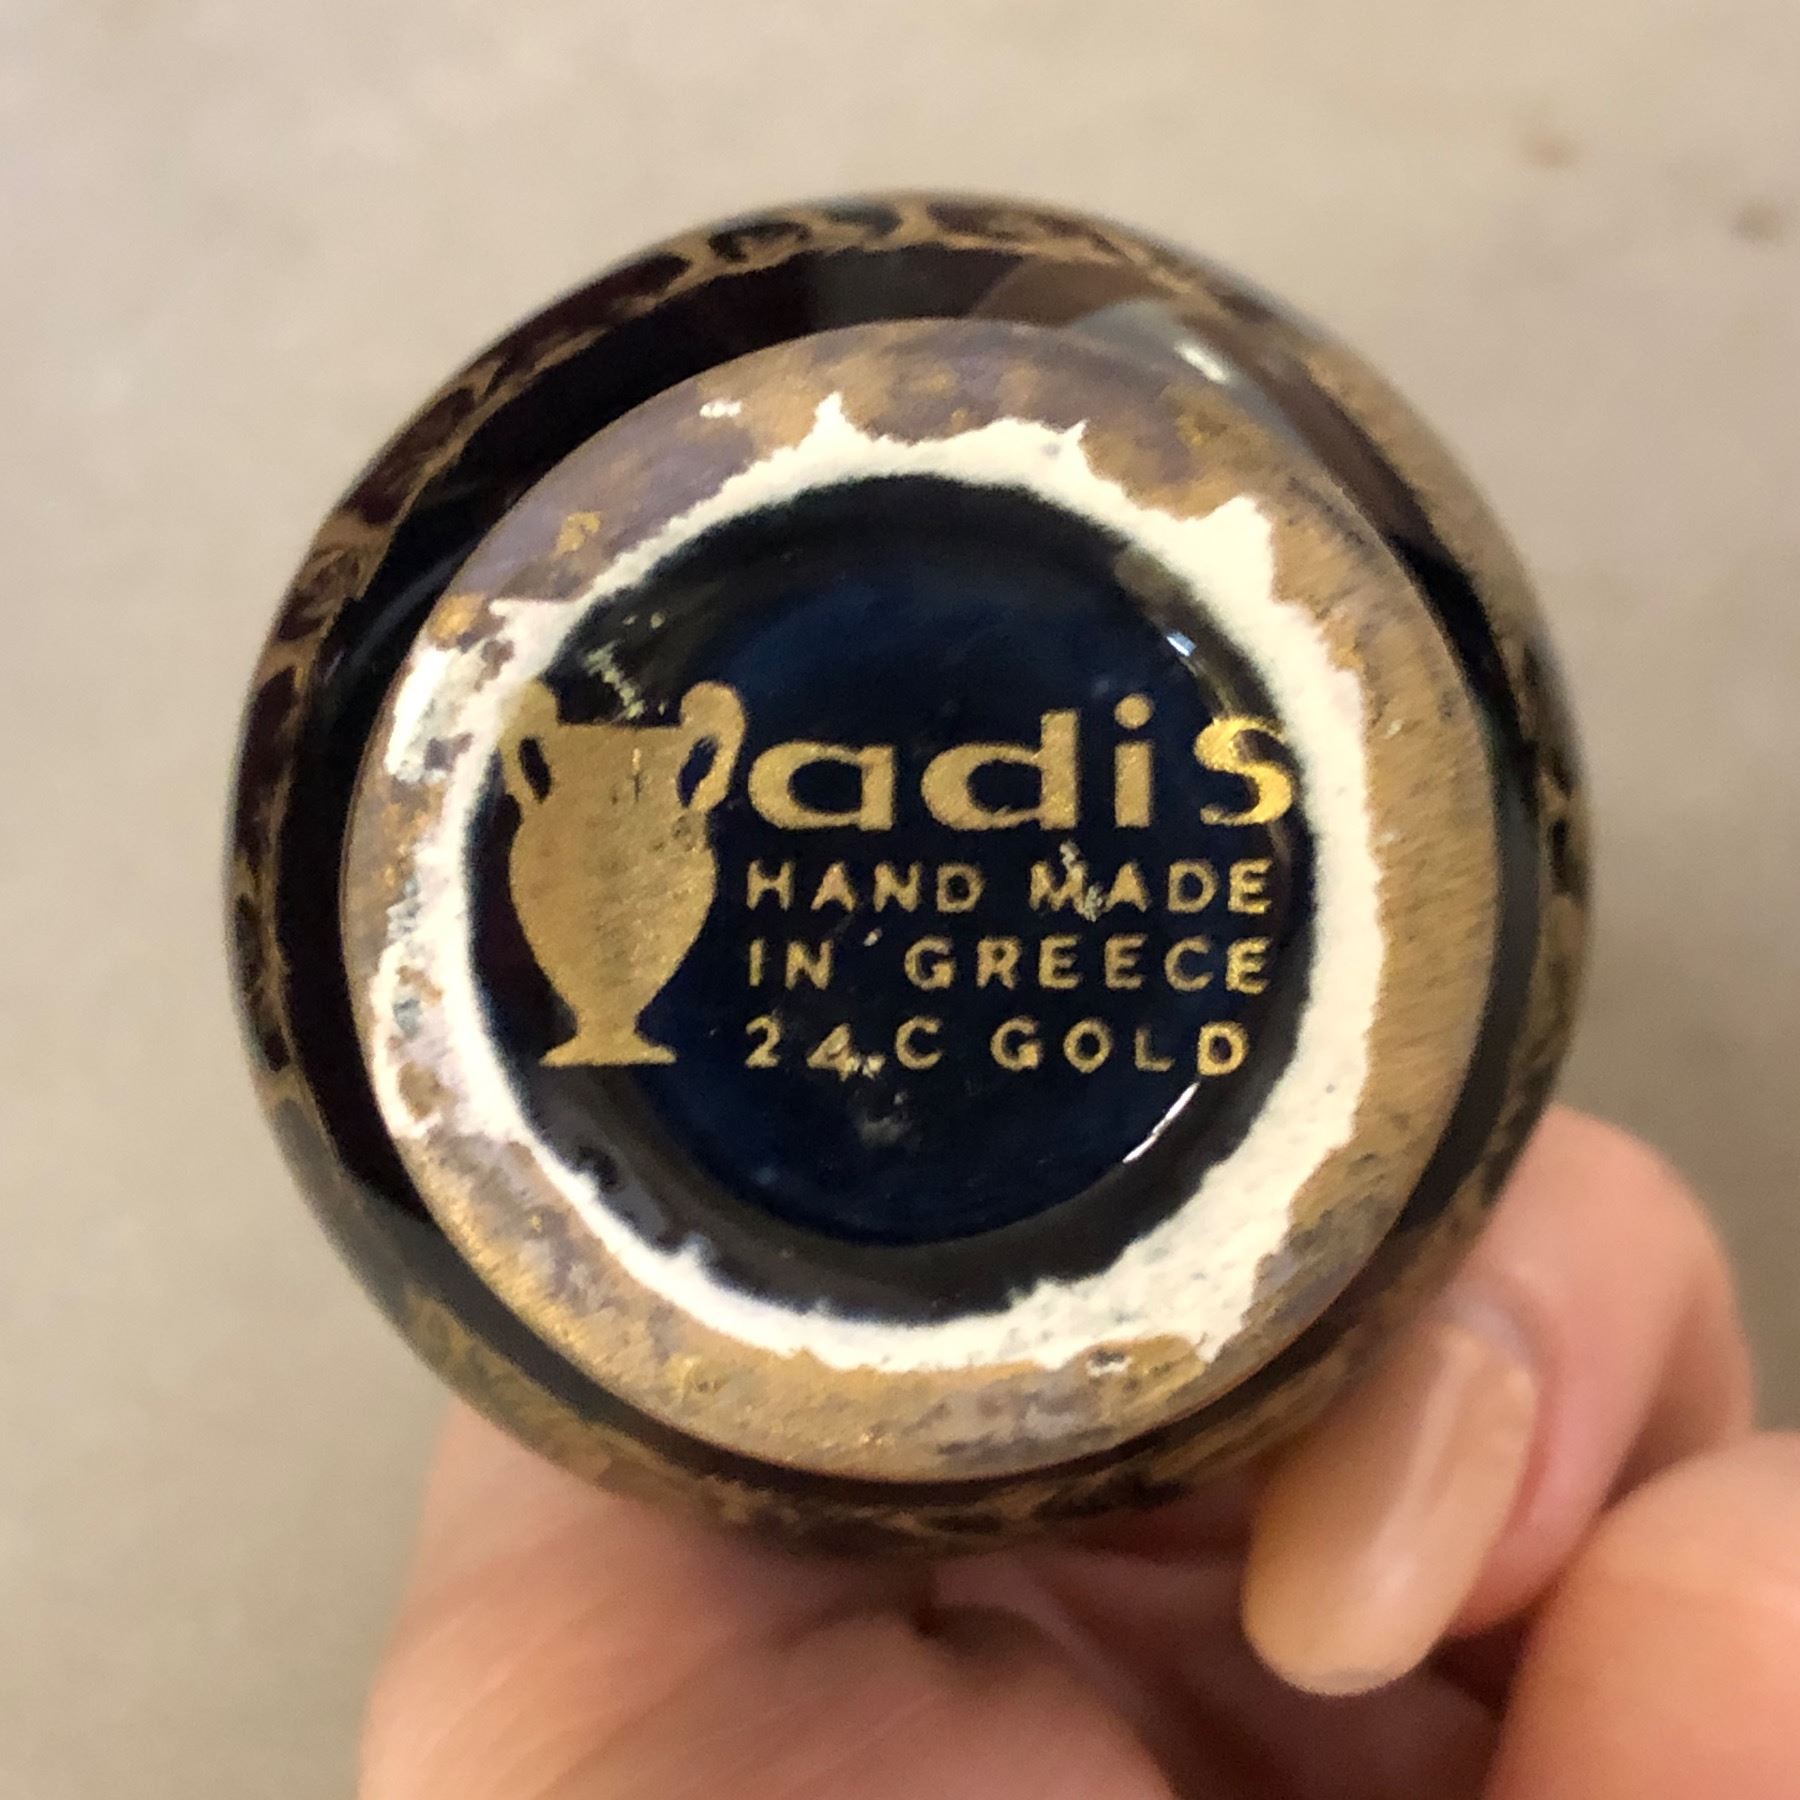 adis
HAND MADE
IN GREECE
24.C GOLD